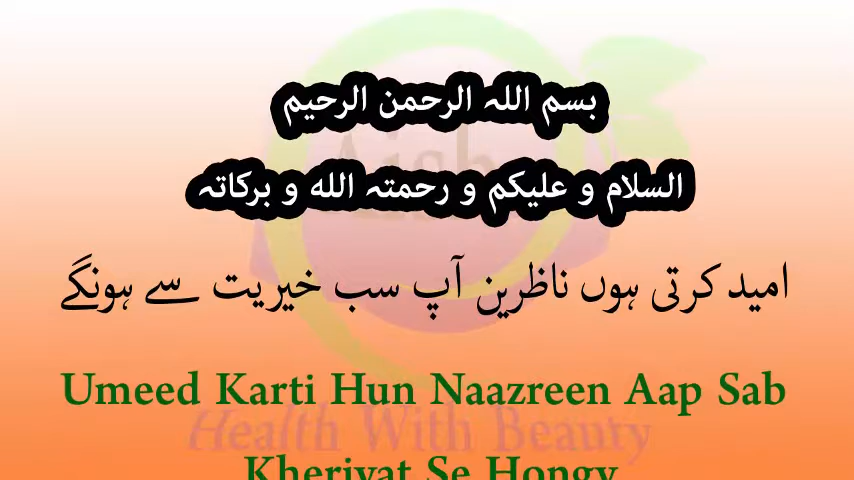 بسم اللہ الرحمن الرحیم
السلام و علیکم و رحمتہ اللہ و برکاتہ
امید کرتی ہوں ناظرین آپ سب خیریت سے ہونگے
Umeed Karti Hun Naazreen Aap Sab
Health With Beauty
Kheriyat Se Hongy